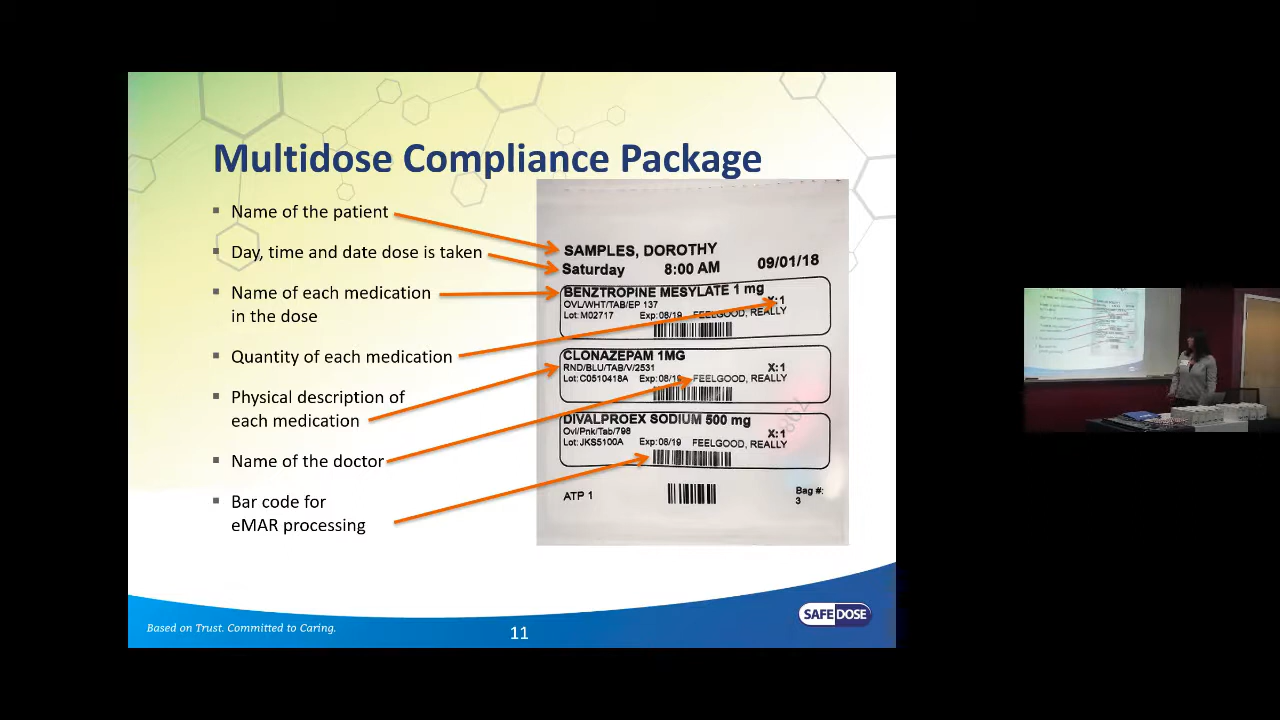 Multidose Compliance Package
Name of the patient
Day, time and date dose is taken
Name of each medication
in the dose
Quantity of each medication
Physical description of
each medication
Name of the doctor
Bar code for
eMAR processing
SAMPLES, DOROTHY
Saturday 8:00 AM 09/01/18
BENZTROPINE MESYLATE 1 mg
OVL/WHT/TAB/EP 137 X:1
Lot: M02717 Exp:08/19 FEELGOOD, REALLY
CLONAZEPAM 1MG
RND/BLU/TAB/V/2531 X:1
Lot: C0510418A Exp:08/19 FEELGOOD, REALLY
DIVALPROEX SODIUM 500 mg
Ovl/Pnk/Tab/798 X:1
Lot: JKS5100A Exp:08/19 FEELGOOD, REALLY
ATP 1 Bag #:
3
Based on Trust. Committed to Caring.
11
SAFEDOSE